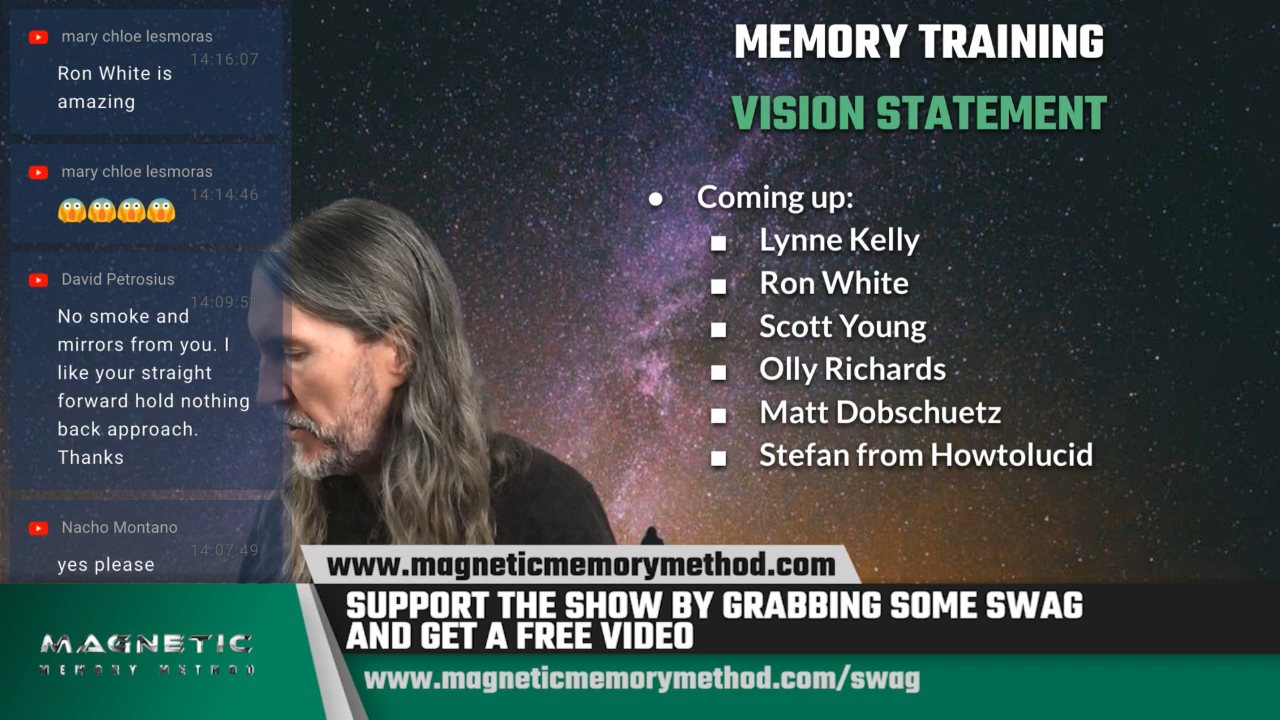 mary chloe lesmoras
14:16:07
Ron White is
amazing
mary chloe lesmoras
14:14:46
😱😱😱😱
David Petrosius
14:09:51
No smoke and
mirrors from you. I
like your straight
forward hold nothing
back approach.
Thanks
Nacho Montano
14:07:49
yes please
MEMORY TRAINING
VISION STATEMENT
● Coming up:
■ Lynne Kelly
■ Ron White
■ Scott Young
■ Olly Richards
■ Matt Dobschuetz
■ Stefan from Howtolucid
www.magneticmemorymethod.com
SUPPORT THE SHOW BY GRABBING SOME SWAG
AND GET A FREE VIDEO
www.magneticmemorymethod.com/swag
MAGNETIC
MEMORY METHOD